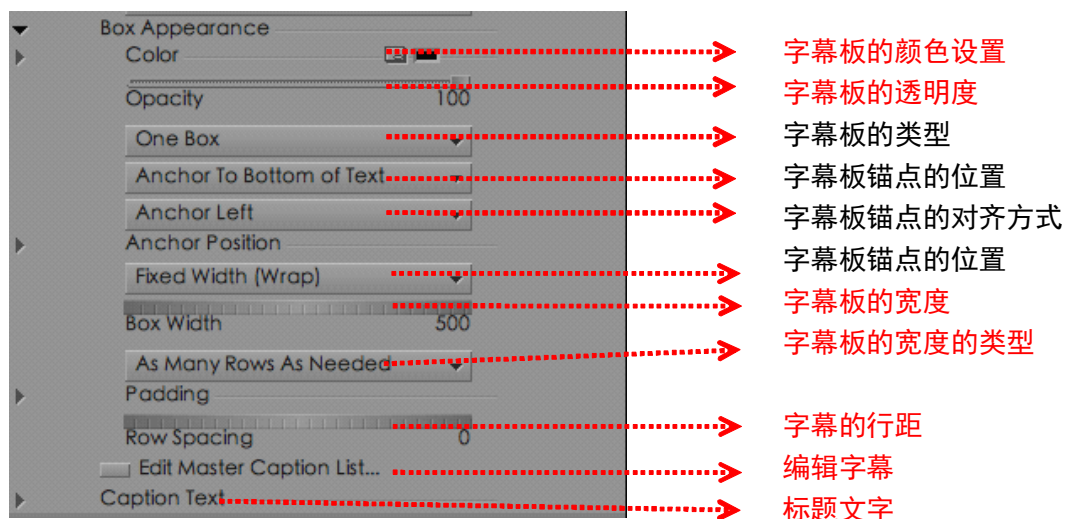 Box Appearance
Color
字幕板的颜色设置
Opacity 100
字幕板的透明度
One Box
字幕板的类型
Anchor To Bottom of Text
字幕板锚点的位置
Anchor Left
字幕板锚点的对齐方式
Anchor Position
字幕板锚点的位置
Fixed Width (Wrap)
字幕板的宽度
Box Width 500
字幕板的宽度的类型
As Many Rows As Needed
Padding
字幕的行距
Row Spacing 0
Edit Master Caption List...
编辑字幕
Caption Text
标题文字